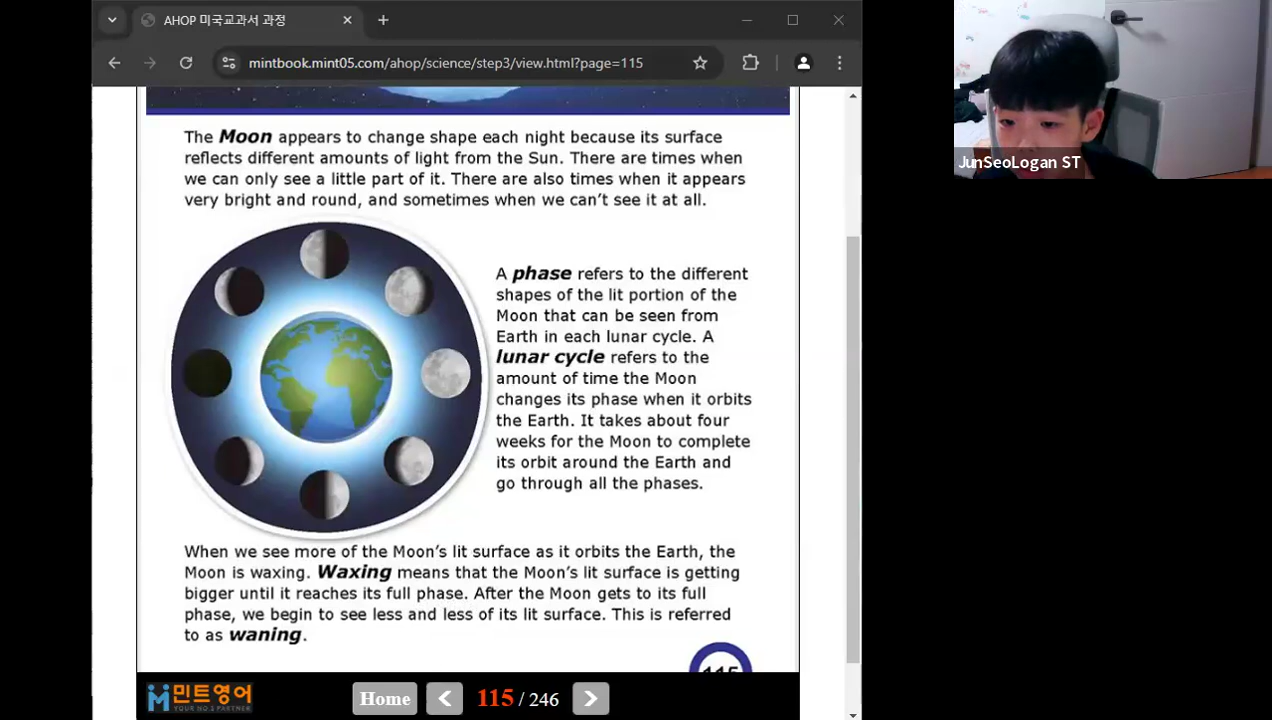 AHOP 미국교과서 과정
mintbook.mint05.com/ahop/science/step3/view.html?page=115
The Moon appears to change shape each night because its surface
reflects different amounts of light from the Sun. There are times when
we can only see a little part of it. There are also times when it appears
very bright and round, and sometimes when we can't see it at all.
A phase refers to the different
shapes of the lit portion of the
Moon that can be seen from
Earth in each lunar cycle. A
lunar cycle refers to the
amount of time the Moon
changes its phase when it orbits
the Earth. It takes about four
weeks for the Moon to complete
its orbit around the Earth and
go through all the phases.
When we see more of the Moon's lit surface as it orbits the Earth, the
Moon is waxing. Waxing means that the Moon's lit surface is getting
bigger until it reaches its full phase. After the Moon gets to its full
phase, we begin to see less and less of its lit surface. This is referred
to as waning.
115
민트영어
YOUR NO.1 PARTNER
Home
115 / 246
JunSeoLogan ST